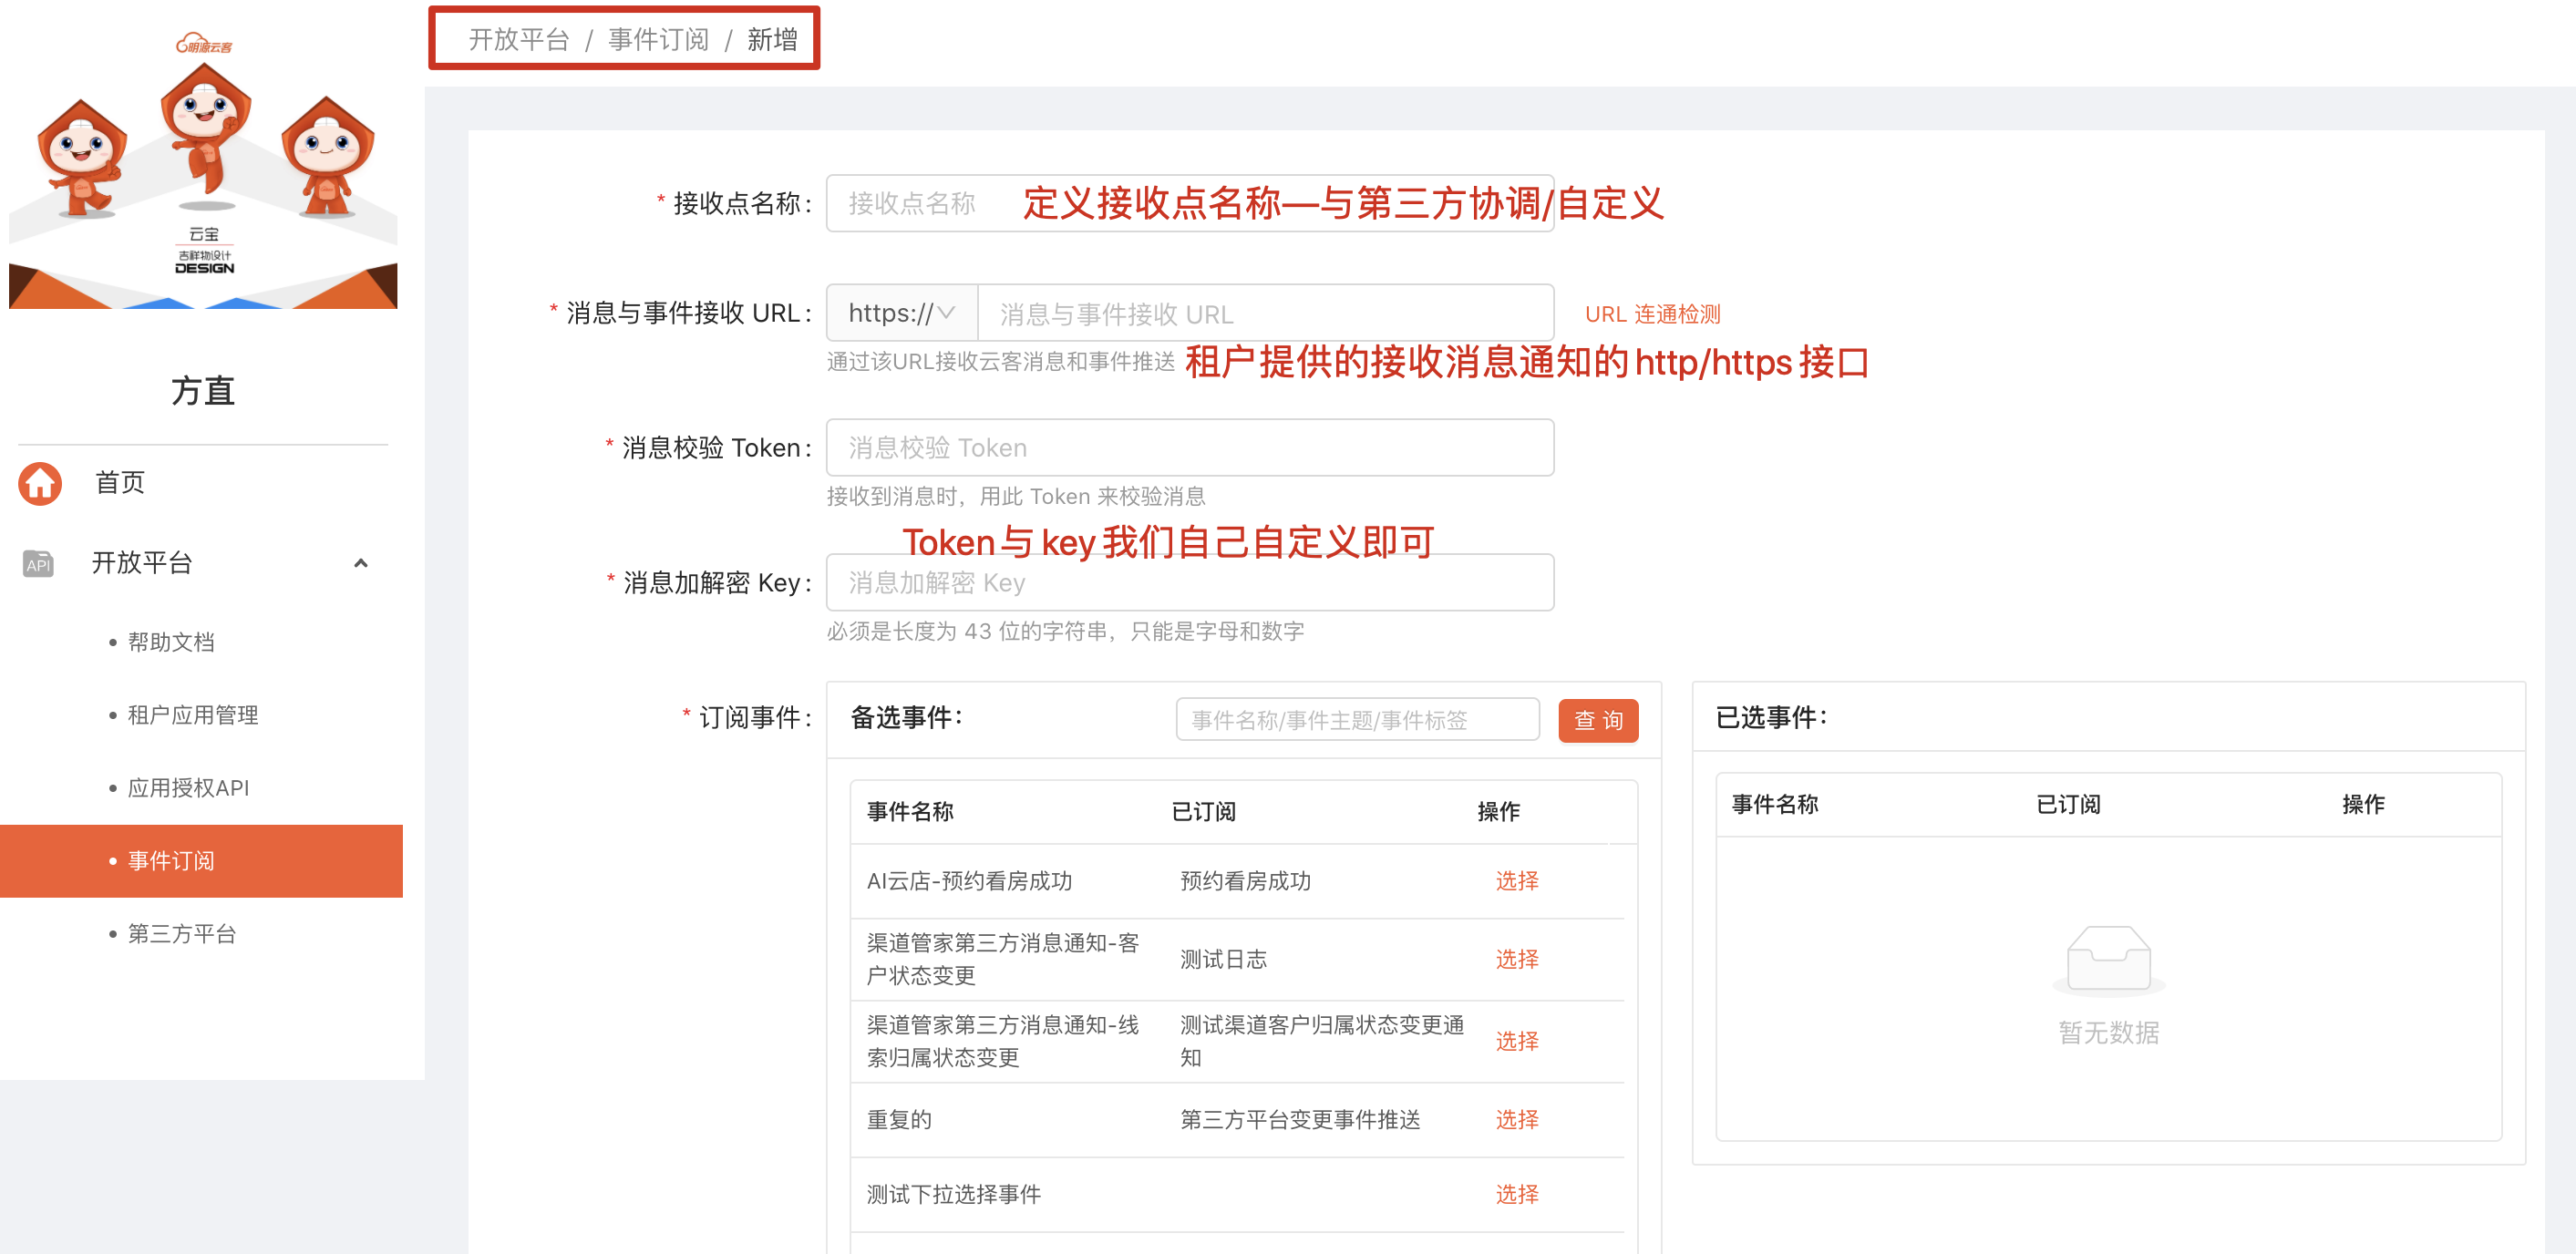 明源云客
云宝
吉祥物设计
DESIGN
方直
首页
API 开放平台
帮助文档
租户应用管理
应用授权API
事件订阅
第三方平台
开放平台 / 事件订阅 / 新增
* 接收点名称: 接收点名称 定义接收点名称—与第三方协调/自定义
* 消息与事件接收 URL: https:// 消息与事件接收 URL URL 连通检测
通过该URL接收云客消息和事件推送 租户提供的接收消息通知的http/https接口
* 消息校验 Token: 消息校验 Token
接收到消息时，用此 Token 来校验消息
Token与key我们自己自定义即可
* 消息加解密 Key: 消息加解密 Key
必须是长度为 43 位的字符串，只能是字母和数字
* 订阅事件: 备选事件: 事件名称/事件主题/事件标签 查 询
事件名称 已订阅 操作
AI云店-预约看房成功 预约看房成功 选择
渠道管家第三方消息通知-客
户状态变更 测试日志 选择
渠道管家第三方消息通知-线 测试渠道客户归属状态变更通
索归属状态变更 知 选择
重复的 第三方平台变更事件推送 选择
测试下拉选择事件 选择
已选事件:
事件名称 已订阅 操作
暂无数据